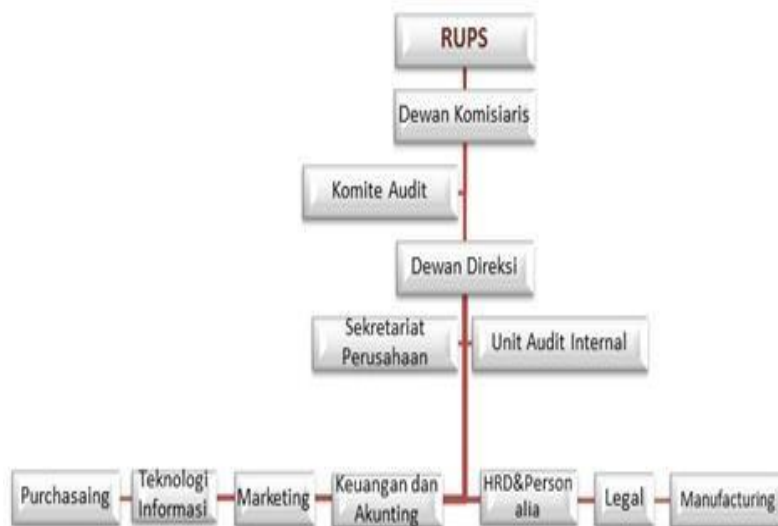 RUPS
Dewan Komisiaris
Komite Audit
Dewan Direksi
Sekretariat
Perusahaan
Unit Audit Internal
Purchasaing
Teknologi
Informasi
Marketing
Keuangan dan
Akunting
HRD&Person
alia
Legal
Manufacturing